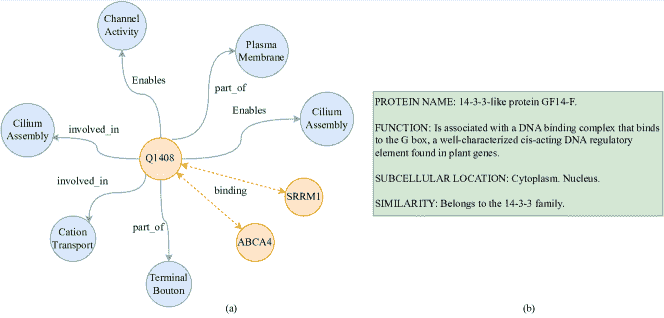 Channel
Activity
Plasma
Membrane
Enables
part_of
Cilium
Assembly
involved_in
Enables
Cilium
Assembly
Q1408
involved_in
binding
SRRM1
Cation
Transport
part_of
ABCA4
Terminal
Bouton
(a)
PROTEIN NAME: 14-3-3-like protein GF14-F.
FUNCTION: Is associated with a DNA binding complex that binds
to the G box, a well-characterized cis-acting DNA regulatory
element found in plant genes.
SUBCELLULAR LOCATION: Cytoplasm. Nucleus.
SIMILARITY: Belongs to the 14-3-3 family.
(b)